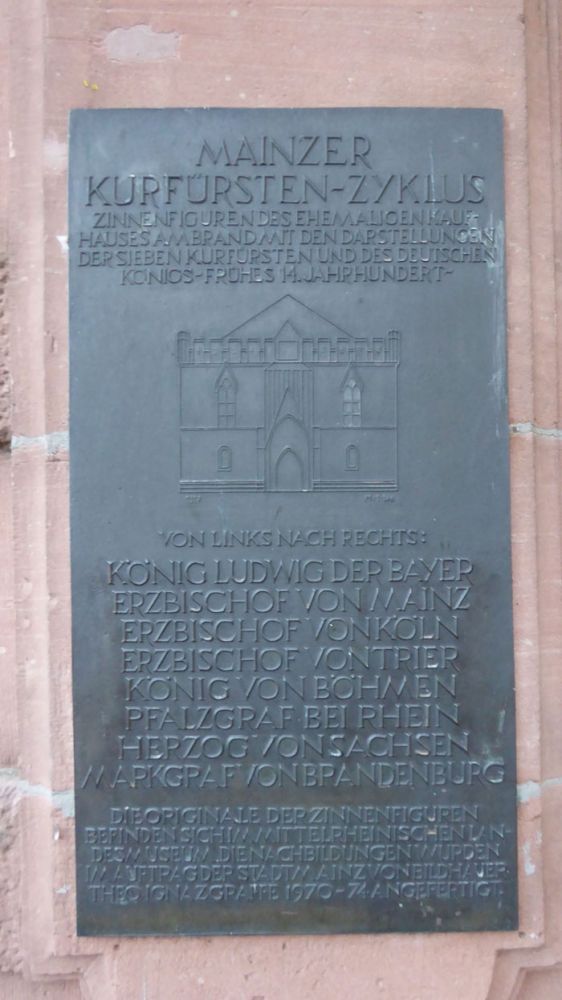 MAINZER
KURFÜRSTEN-ZYKLUS
ZINNENFIGUREN DES EHEMALIGEN KAUF-
HAUSES AM BRAND MIT DEN DARSTELLUNGEN
DER SIEBEN KURFÜRSTEN UND DES DEUTSCHEN
KÖNIGS-FRÜHES 14. JAHRHUNDERT-
VON LINKS NACH RECHTS:
KÖNIG LUDWIG DER BAYER
ERZBISCHOF VON MAINZ
ERZBISCHOF VON KÖLN
ERZBISCHOF VON TRIER
KÖNIG VON BÖHMEN
PFALZGRAF BEI RHEIN
HERZOG VON SACHSEN
MARKGRAF VON BRANDENBURG
DIE ORIGINALE DER ZINNENFIGUREN
BEFINDEN SICH IM MITTELRHEINISCHEN LAN-
DESMUSEUM. DIE NACHBILDUNGEN WURDEN
IM AUFTRAG DER STADT MAINZ VON BILDHAUER
THEO IGNAZ GRAFFE 1970-74 ANGEFERTIGT.